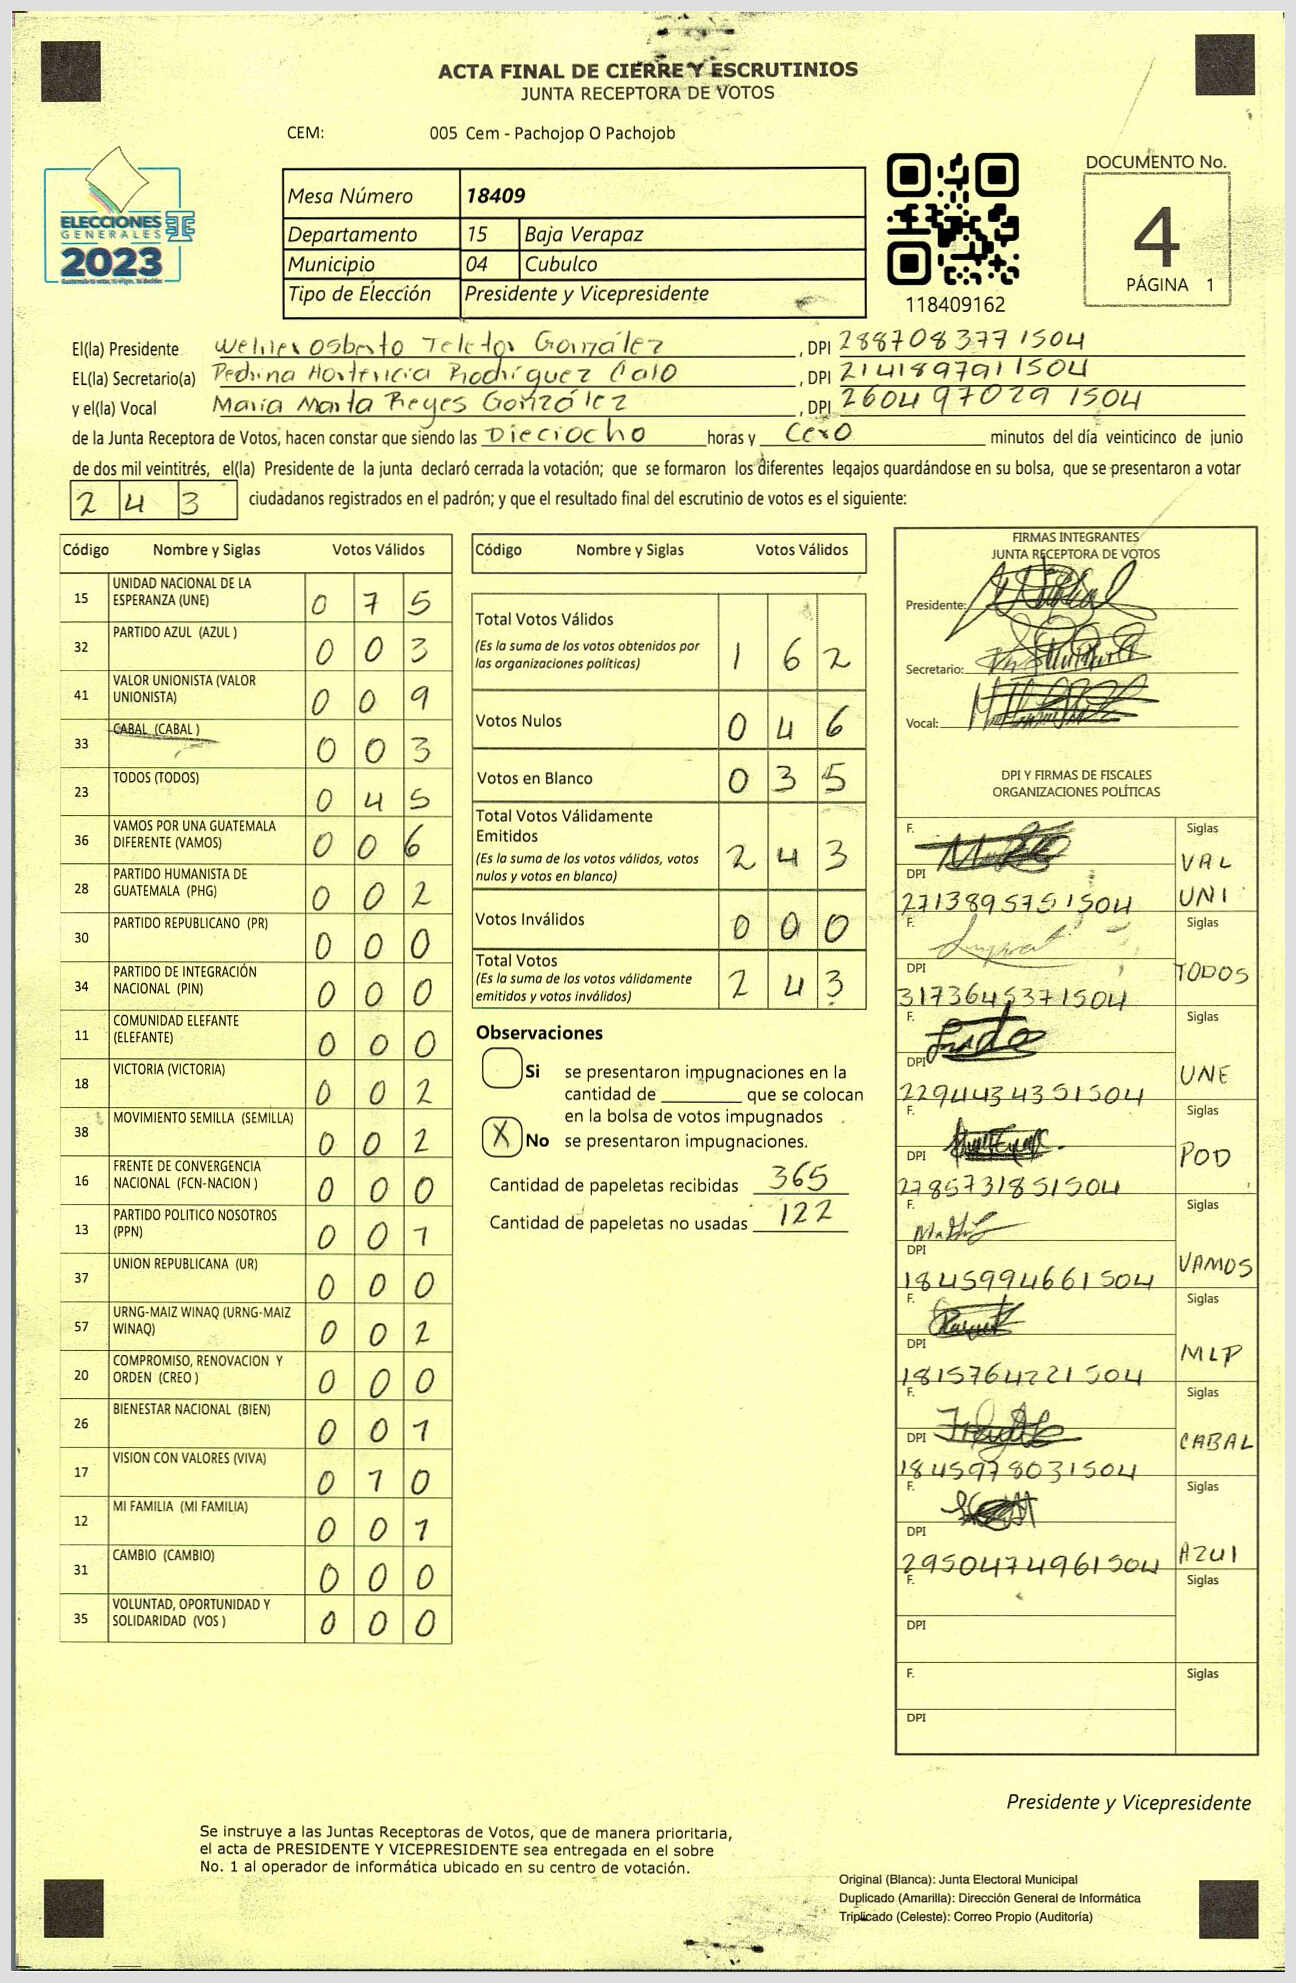 ACTA FINAL DE CIERRE Y ESCRUTINIOS
JUNTA RECEPTORA DE VOTOS
CEM: 005 Cem - Pachojop O Pachojob
ELECCIONES
GENERALES
2023
Mesa Número 18409
Departamento 15 Baja Verapaz
Municipio 04 Cubulco
Tipo de Elección Presidente y Vicepresidente
118409162
DOCUMENTO No.
4
PÁGINA 1
El(la) Presidente Osberto González, DPI 2887083771504
EL(la) Secretario(a) Hortencia Rodríguez, DPI 2141897911504
y el(la) Vocal María Marta Reyes González, DPI 2604970291504
de la Junta Receptora de Votos, hacen constar que siendo las Dieciocho horas y Cero minutos del día veinticinco de junio
de dos mil veintitrés, el(la) Presidente de la junta declaró cerrada la votación; que se formaron los diferentes legajos guardándose en su bolsa, que se presentaron a votar
2 4 3 ciudadanos registrados en el padrón; y que el resultado final del escrutinio de votos es el siguiente:
Código Nombre y Siglas Votos Válidos
15 UNIDAD NACIONAL DE LA ESPERANZA (UNE) 0 7 5
32 PARTIDO AZUL (AZUL ) 0 0 3
41 VALOR UNIONISTA (VALOR UNIONISTA) 0 0 9
33 CABAL (CABAL ) 0 0 3
23 TODOS (TODOS) 0 4 5
36 VAMOS POR UNA GUATEMALA DIFERENTE (VAMOS) 0 0 6
28 PARTIDO HUMANISTA DE GUATEMALA (PHG) 0 0 2
30 PARTIDO REPUBLICANO (PR) 0 0 0
34 PARTIDO DE INTEGRACIÓN NACIONAL (PIN) 0 0 0
11 COMUNIDAD ELEFANTE (ELEFANTE) 0 0 0
18 VICTORIA (VICTORIA) 0 0 2
38 MOVIMIENTO SEMILLA (SEMILLA) 0 0 2
16 FRENTE DE CONVERGENCIA NACIONAL (FCN-NACION ) 0 0 0
13 PARTIDO POLITICO NOSOTROS (PPN) 0 0 1
37 UNION REPUBLICANA (UR) 0 0 0
57 URNG-MAIZ WINAQ (URNG-MAIZ WINAQ) 0 0 2
20 COMPROMISO, RENOVACION Y ORDEN (CREO ) 0 0 0
26 BIENESTAR NACIONAL (BIEN) 0 0 1
17 VISION CON VALORES (VIVA) 0 1 0
12 MI FAMILIA (MI FAMILIA) 0 0 1
31 CAMBIO (CAMBIO) 0 0 0
35 VOLUNTAD, OPORTUNIDAD Y SOLIDARIDAD (VOS ) 0 0 0
Código Nombre y Siglas Votos Válidos
Total Votos Válidos 1 6 2
(Es la suma de los votos obtenidos por
las organizaciones políticas)
Votos Nulos 0 4 6
Votos en Blanco 0 3 5
Total Votos Válidamente
Emitidos 2 4 3
(Es la suma de los votos válidos, votos
nulos y votos en blanco)
Votos Inválidos 0 0 0
Total Votos 2 4 3
(Es la suma de los votos válidamente
emitidos y votos inválidos)
Observaciones
Si se presentaron impugnaciones en la
cantidad de ________ que se colocan
en la bolsa de votos impugnados
X No se presentaron impugnaciones.
Cantidad de papeletas recibidas 365
Cantidad de papeletas no usadas 122
FIRMAS INTEGRANTES
JUNTA RECEPTORA DE VOTOS
Presidente:
Secretario:
Vocal:
DPI Y FIRMAS DE FISCALES
ORGANIZACIONES POLÍTICAS
F. Siglas
DPI VAL
2713895751504 UNI
F. Siglas
DPI TODOS
3173645371504
F. Siglas
DPI UNE
2294434351504
F. Siglas
DPI POD
2785731851504
F. Siglas
DPI VAMOS
1845994661504
F. Siglas
DPI MLP
1815764221504
F. Siglas
DPI CABAL
1845978031504
F. Siglas
DPI AZUl
2950474961504
F. Siglas
DPI
F. Siglas
DPI
Presidente y Vicepresidente
Se instruye a las Juntas Receptoras de Votos, que de manera prioritaria,
el acta de PRESIDENTE Y VICEPRESIDENTE sea entregada en el sobre
No. 1 al operador de informática ubicado en su centro de votación.
Original (Blanca): Junta Electoral Municipal
Duplicado (Amarilla): Dirección General de Informática
Triplicado (Celeste): Correo Propio (Auditoría)